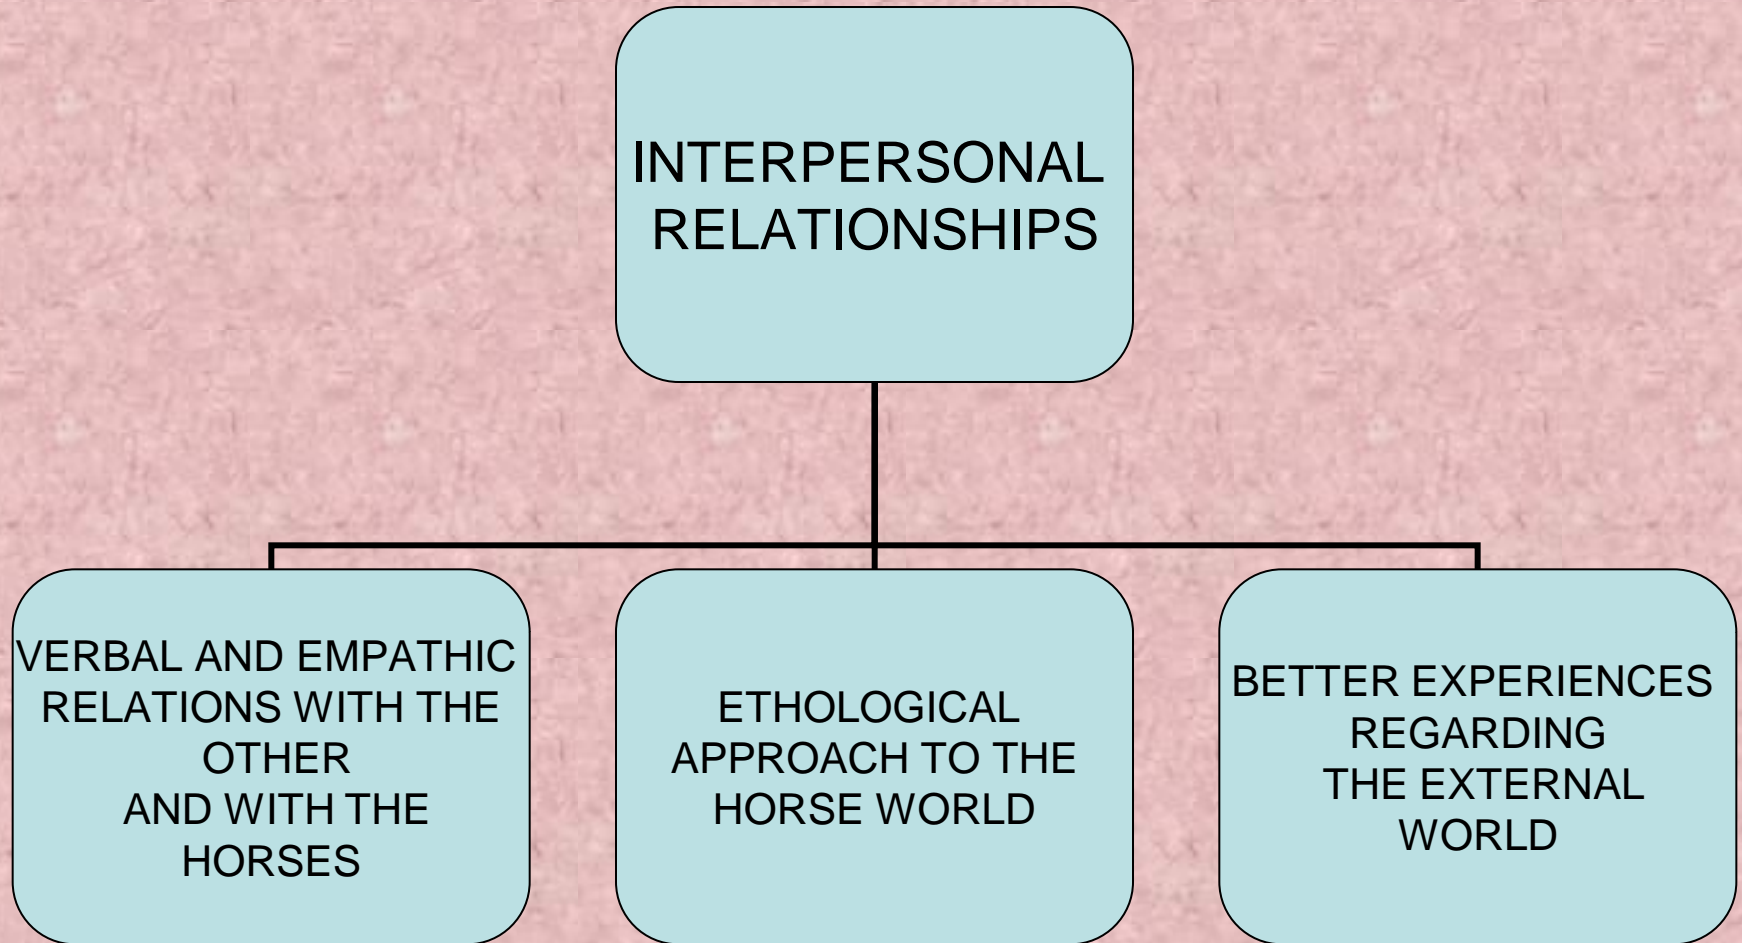 INTERPERSONAL
RELATIONSHIPS
VERBAL AND EMPATHIC
RELATIONS WITH THE
OTHER
AND WITH THE
HORSES
ETHOLOGICAL
APPROACH TO THE
HORSE WORLD
BETTER EXPERIENCES
REGARDING
THE EXTERNAL
WORLD